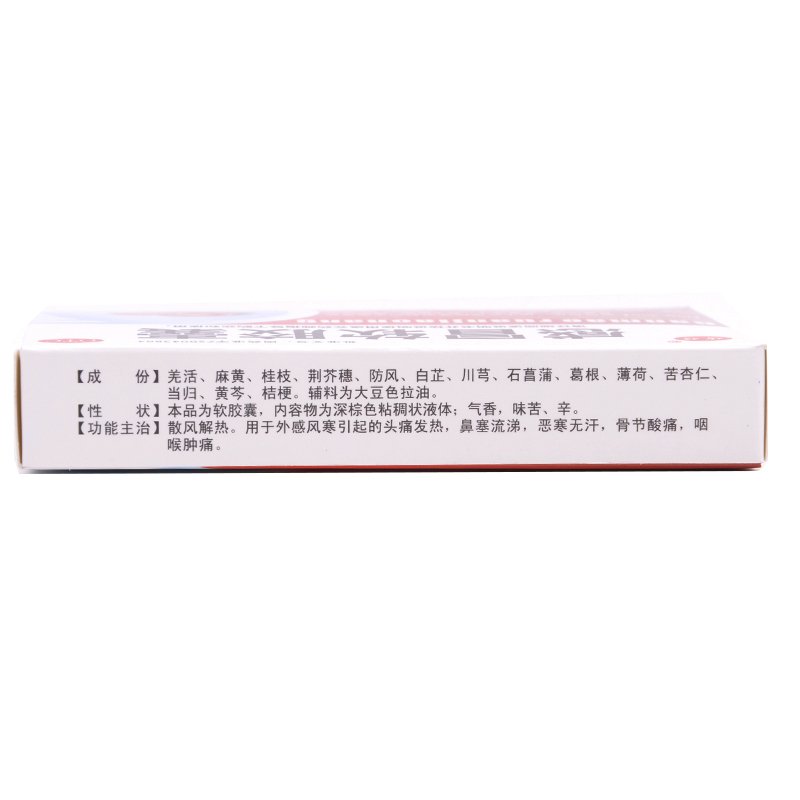 感冒软胶囊
【成　份】羌活、麻黄、桂枝、荆芥穗、防风、白芷、川芎、石菖蒲、葛根、薄荷、苦杏仁、
当归、黄芩、桔梗。辅料为大豆色拉油。
【性　状】本品为软胶囊，内容物为深棕色粘稠状液体；气香，味苦、辛。
【功能主治】散风解热。用于外感风寒引起的头痛发热，鼻塞流涕，恶寒无汗，骨节酸痛，咽
喉肿痛。